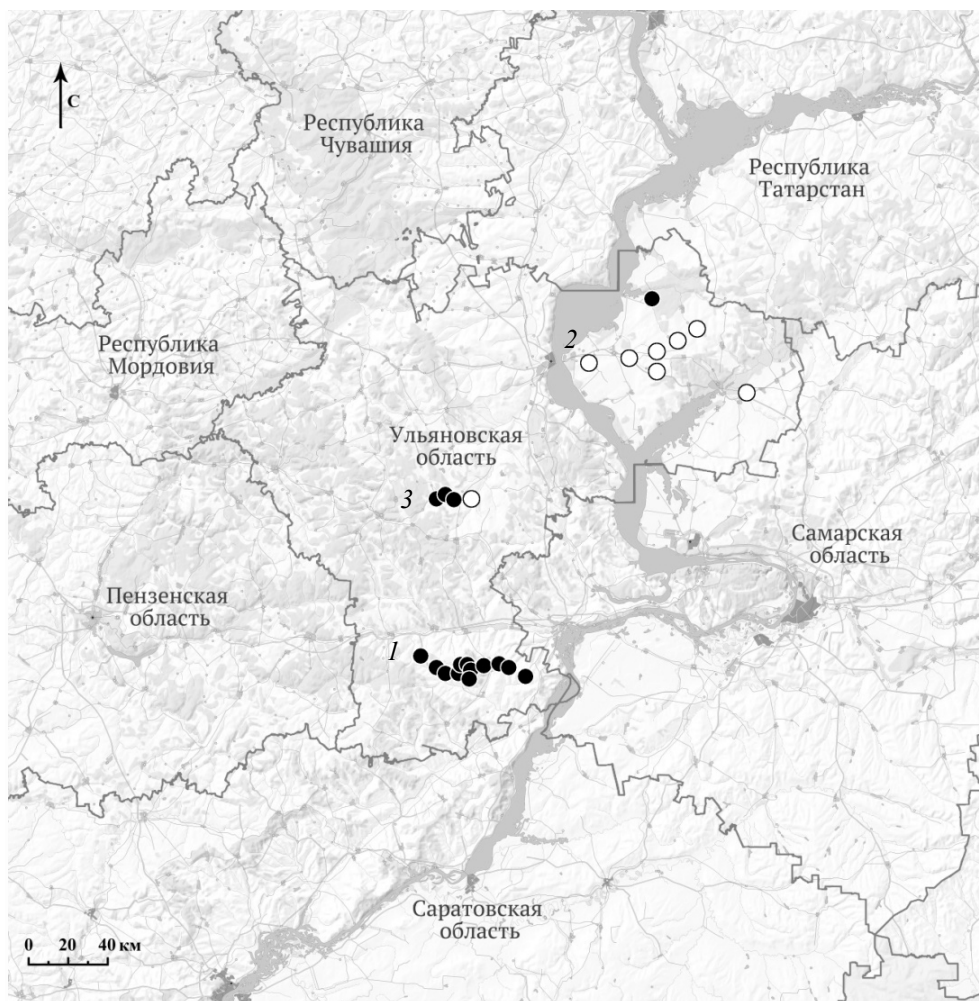 С
Республика
Чувашия
Республика
Татарстан
Республика
Мордовия
2
Ульяновская
область
3
Самарская
область
Пензенская
область
1
Саратовская
область
0 20 40 км